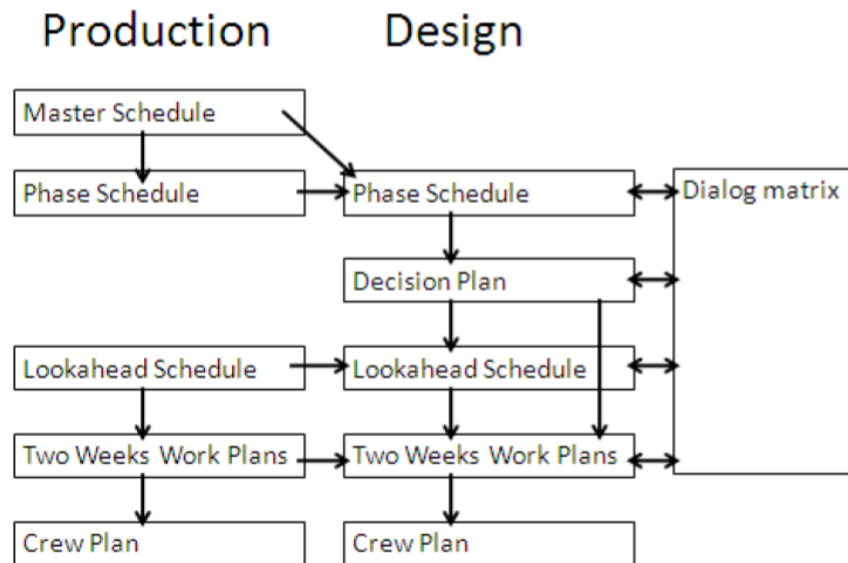 Production
Design
Master Schedule
Phase Schedule
Phase Schedule
Dialog matrix
Decision Plan
Lookahead Schedule
Lookahead Schedule
Two Weeks Work Plans
Two Weeks Work Plans
Crew Plan
Crew Plan